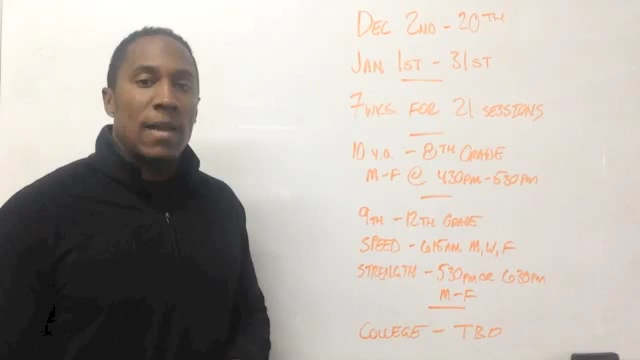 DEC 2ND - 20TH
JAN 1ST - 31ST
7 WKS FOR 21 SESSIONS
10 Y.O. - 8TH GRADE
M-F @ 430PM-530PM
9TH - 12TH GRADE
SPEED - 615AM M,W,F
STRENGTH - 530PM OR 630PM
M-F
COLLEGE - TBD